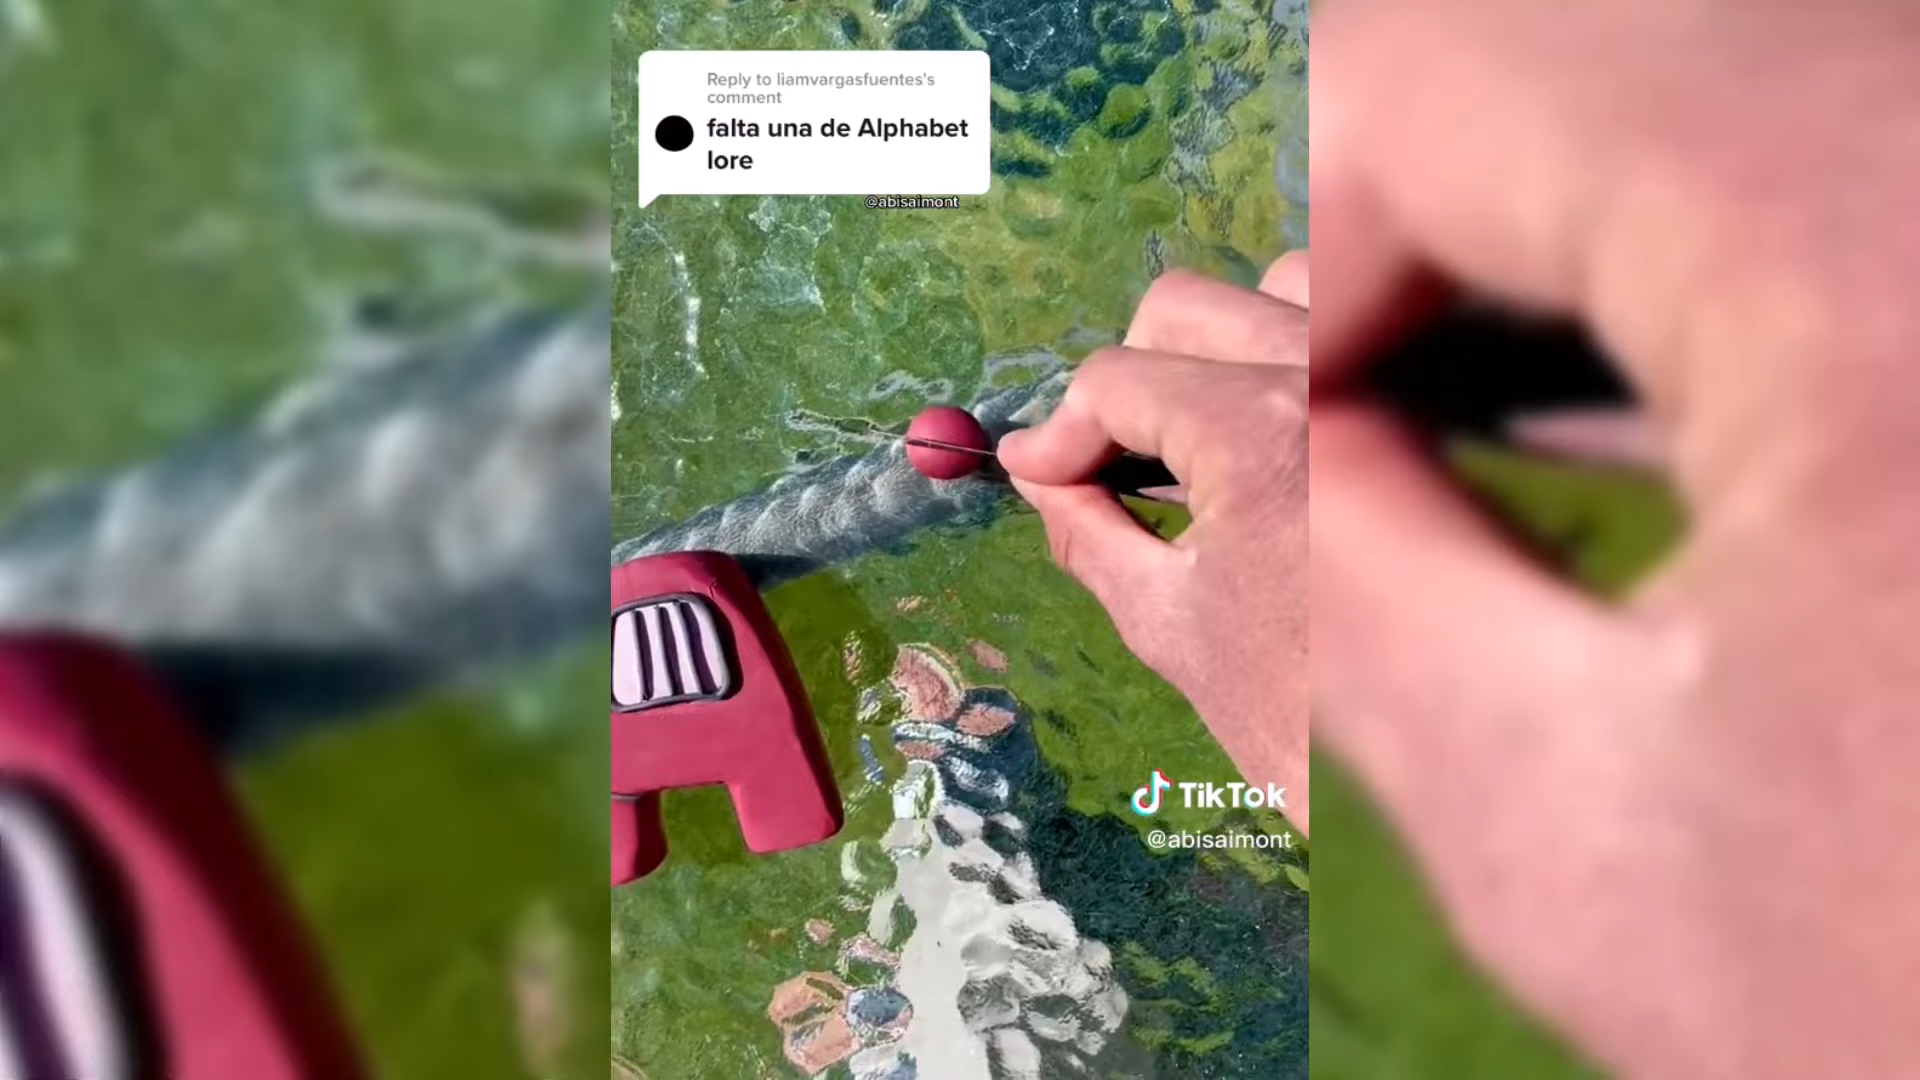 Reply to liamvargasfuentes's
comment
falta una de Alphabet
lore
@abisaimont
TikTok
@abisaimont